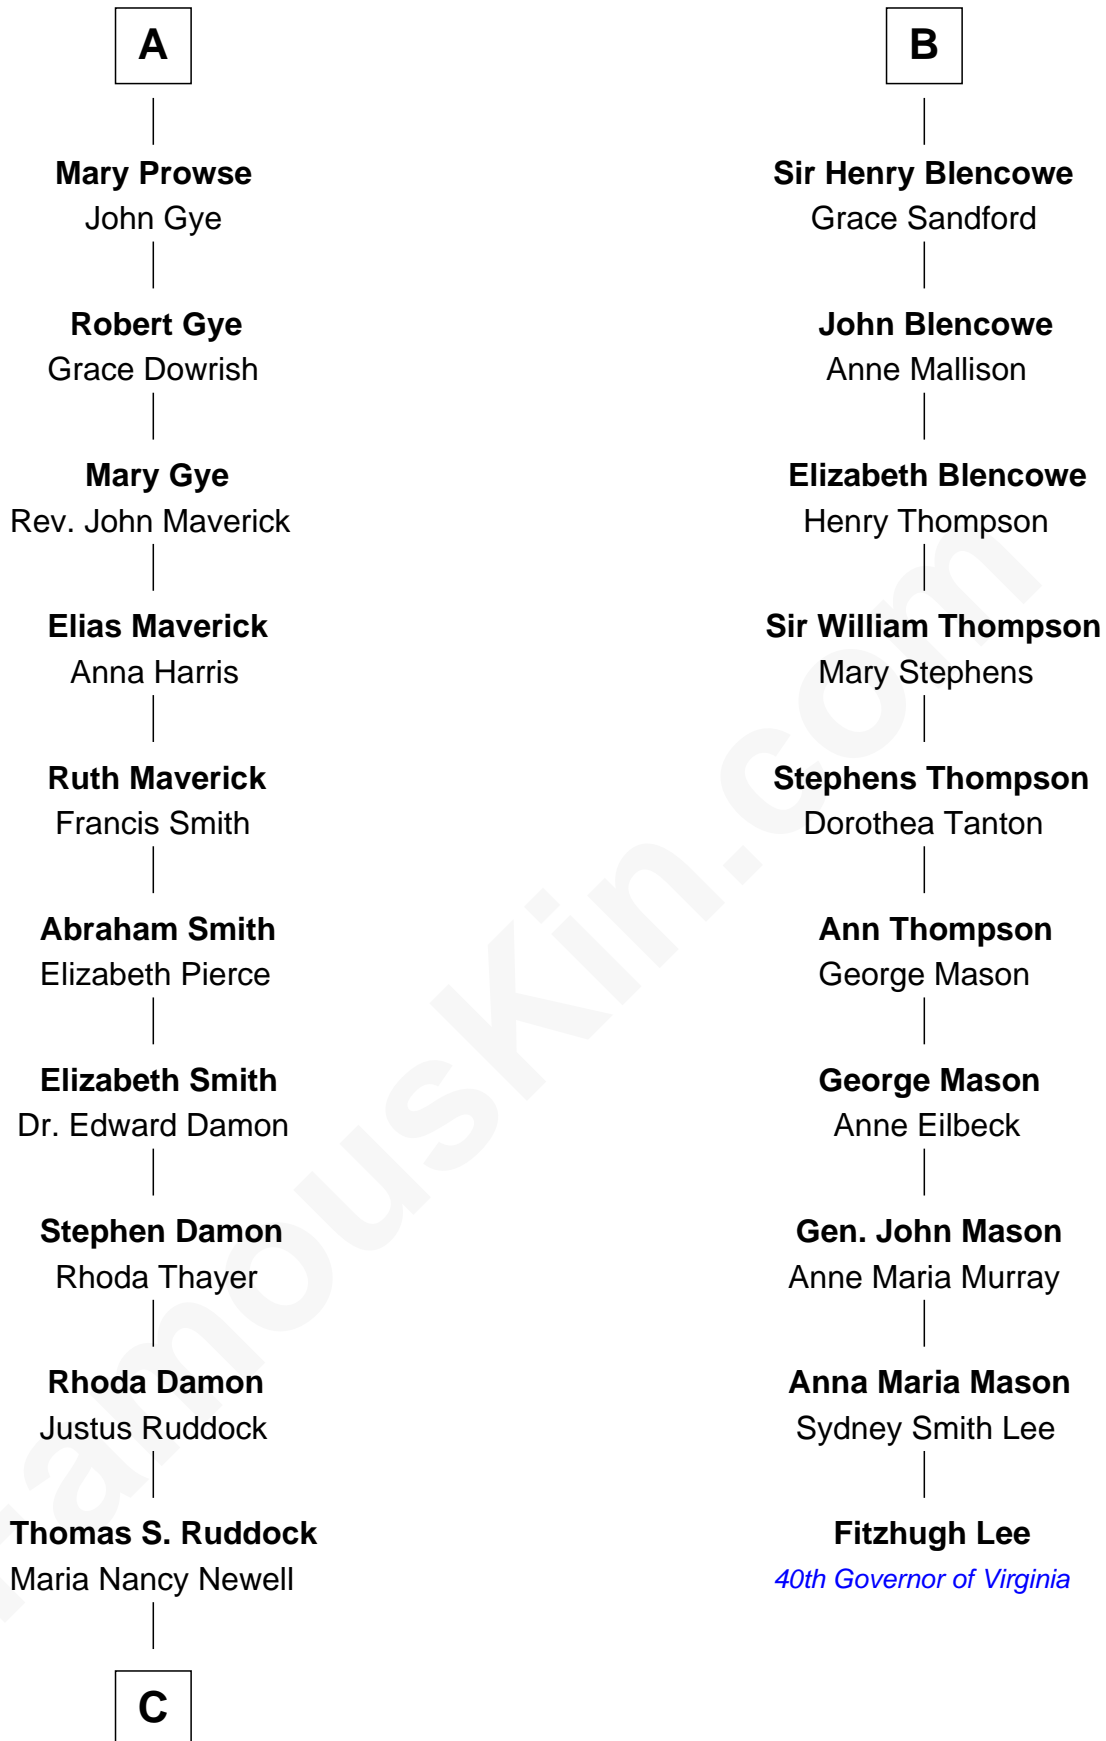 A
Mary Prowse
John Gye
Robert Gye
Grace Dowrish
Mary Gye
Rev. John Maverick
Elias Maverick
Anna Harris
Ruth Maverick
Francis Smith
Abraham Smith
Elizabeth Pierce
Elizabeth Smith
Dr. Edward Damon
Stephen Damon
Rhoda Thayer
Rhoda Damon
Justus Ruddock
Thomas S. Ruddock
Maria Nancy Newell
C
B
Sir Henry Blencowe
Grace Sandford
John Blencowe
Anne Mallison
Elizabeth Blencowe
Henry Thompson
Sir William Thompson
Mary Stephens
Stephens Thompson
Dorothea Tanton
Ann Thompson
George Mason
George Mason
Anne Eilbeck
Gen. John Mason
Anne Maria Murray
Anna Maria Mason
Sydney Smith Lee
Fitzhugh Lee
40th Governor of Virginia
FamousKin.com